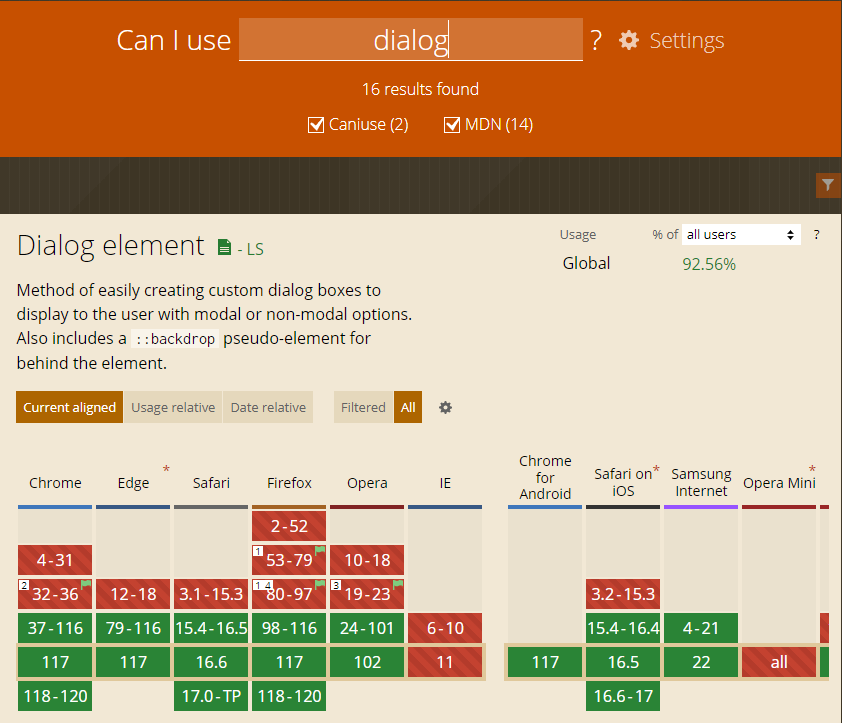 Can I use dialog ? Settings
16 results found
Caniuse (2) MDN (14)
Dialog element - LS
Usage % of all users ?
Global 92.56%
Method of easily creating custom dialog boxes to
display to the user with modal or non-modal options.
Also includes a ::backdrop pseudo-element for
behind the element.
Current aligned Usage relative Date relative Filtered All
Chrome Edge * Safari Firefox Opera IE Chrome for Android Safari on iOS * Samsung Internet Opera Mini *
2-52
4-31 1 53-79 10-18
2 32-36 12-18 3.1-15.3 1 4 80-97 3 19-23 3.2-15.3
37-116 79-116 15.4-16.5 98-116 24-101 6-10 15.4-16.4 4-21
117 117 16.6 117 102 11 117 16.5 22 all
118-120 17.0-TP 118-120 16.6-17